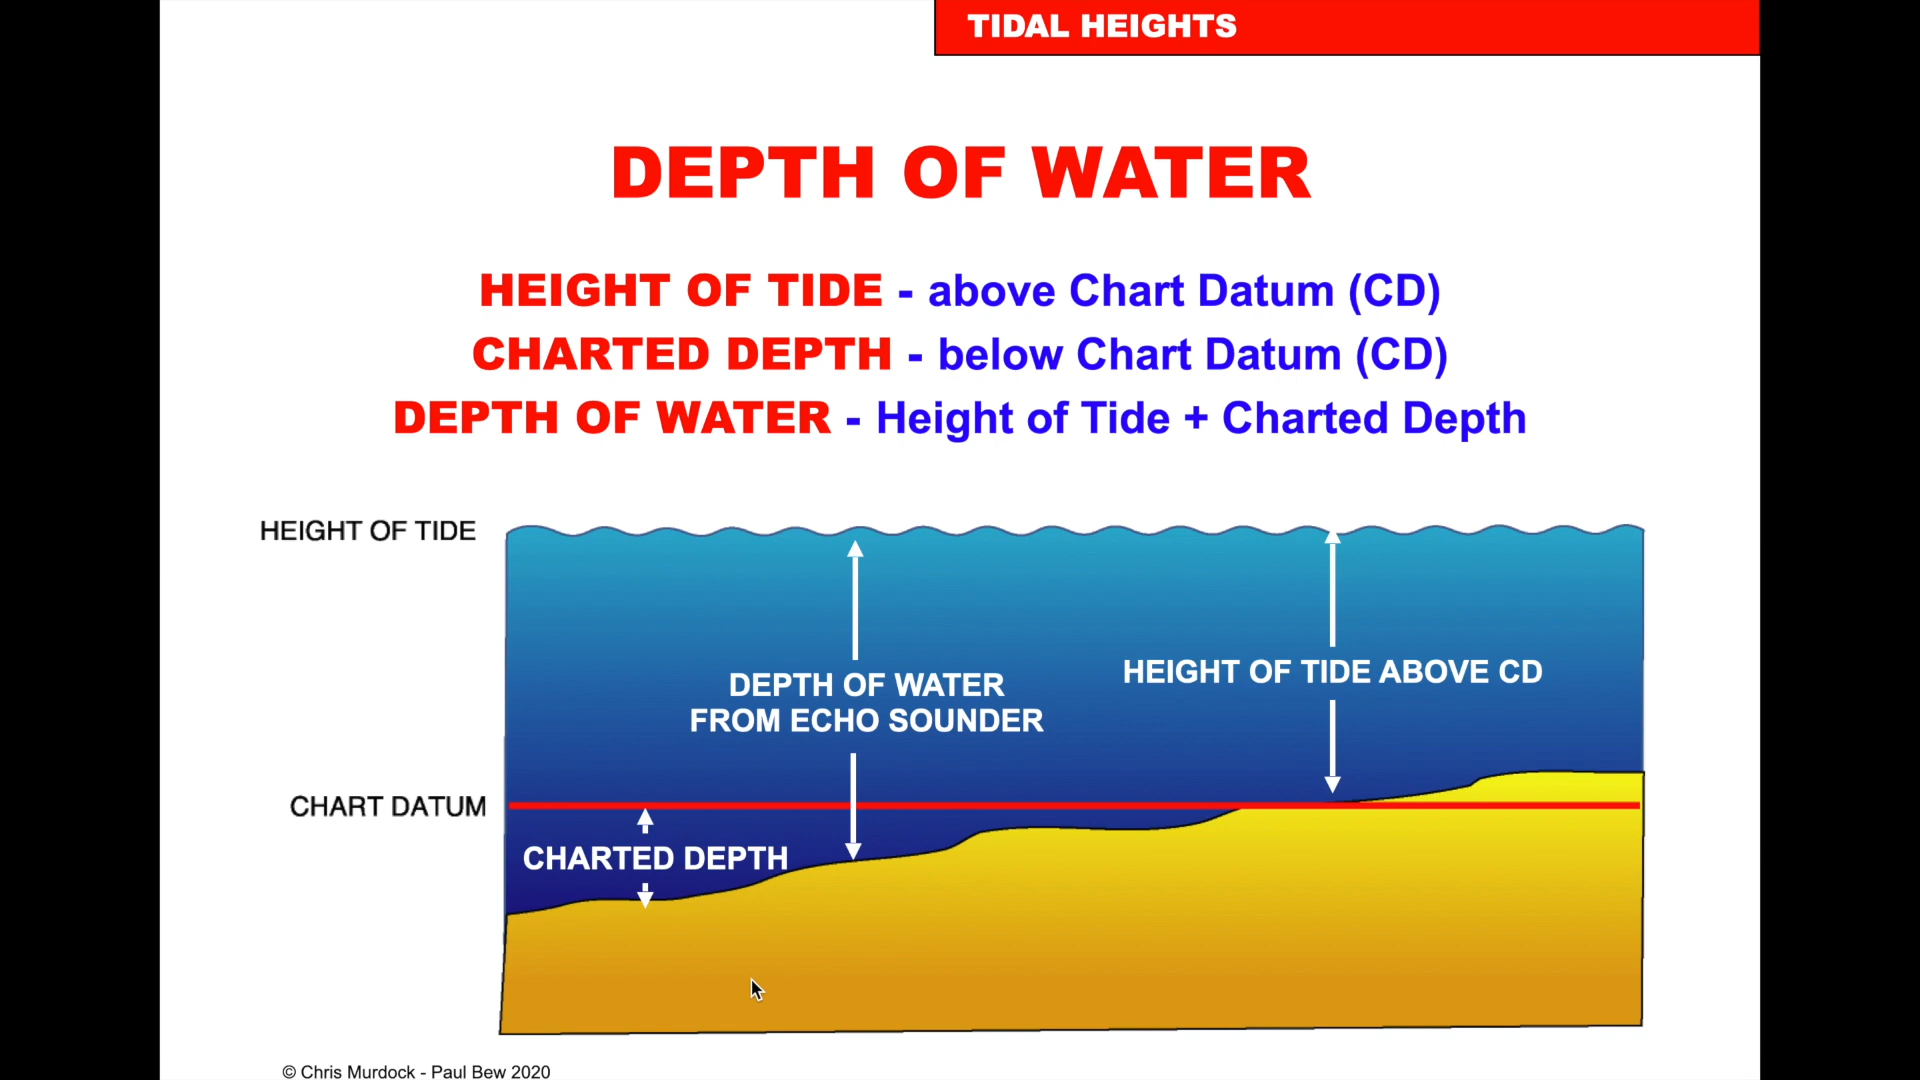 TIDAL HEIGHTS
DEPTH OF WATER
HEIGHT OF TIDE - above Chart Datum (CD)
CHARTED DEPTH - below Chart Datum (CD)
DEPTH OF WATER - Height of Tide + Charted Depth
HEIGHT OF TIDE
DEPTH OF WATER
FROM ECHO SOUNDER
HEIGHT OF TIDE ABOVE CD
CHART DATUM
CHARTED DEPTH
© Chris Murdock - Paul Bew 2020